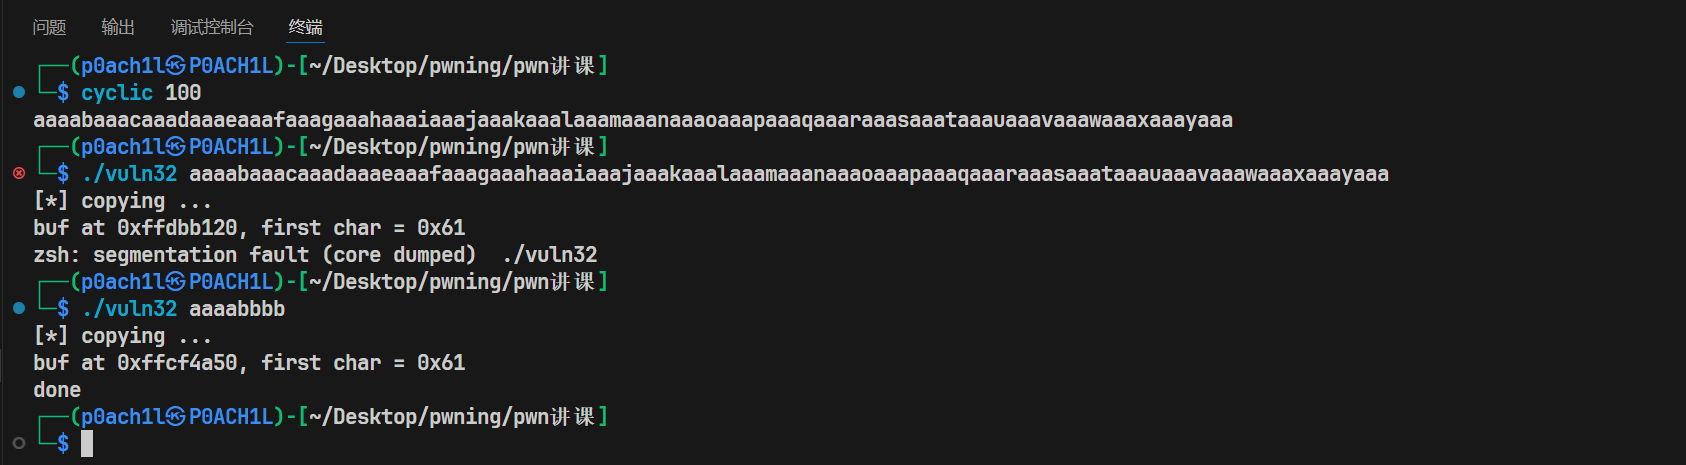 问题 输出 调试控制台 终端
┌──(p0ach1l㉿P0ACH1L)-[~/Desktop/pwning/pwn讲课]
└─$ cyclic 100
aaaabaaacaaadaaaeaaafaaagaaahaaaiaaajaaakaaalaaamaaanaaaoaaapaaaqaaaraaasaaataaauaaavaaawaaaxaaayaaa
┌──(p0ach1l㉿P0ACH1L)-[~/Desktop/pwning/pwn讲课]
└─$ ./vuln32 aaaabaaacaaadaaaeaaafaaagaaahaaaiaaajaaakaaalaaamaaanaaaoaaapaaaqaaaraaasaaataaauaaavaaawaaaxaaayaaa
[*] copying ...
buf at 0xffdbb120, first char = 0x61
zsh: segmentation fault (core dumped)  ./vuln32
┌──(p0ach1l㉿P0ACH1L)-[~/Desktop/pwning/pwn讲课]
└─$ ./vuln32 aaaabbbb
[*] copying ...
buf at 0xffcf4a50, first char = 0x61
done
┌──(p0ach1l㉿P0ACH1L)-[~/Desktop/pwning/pwn讲课]
└─$